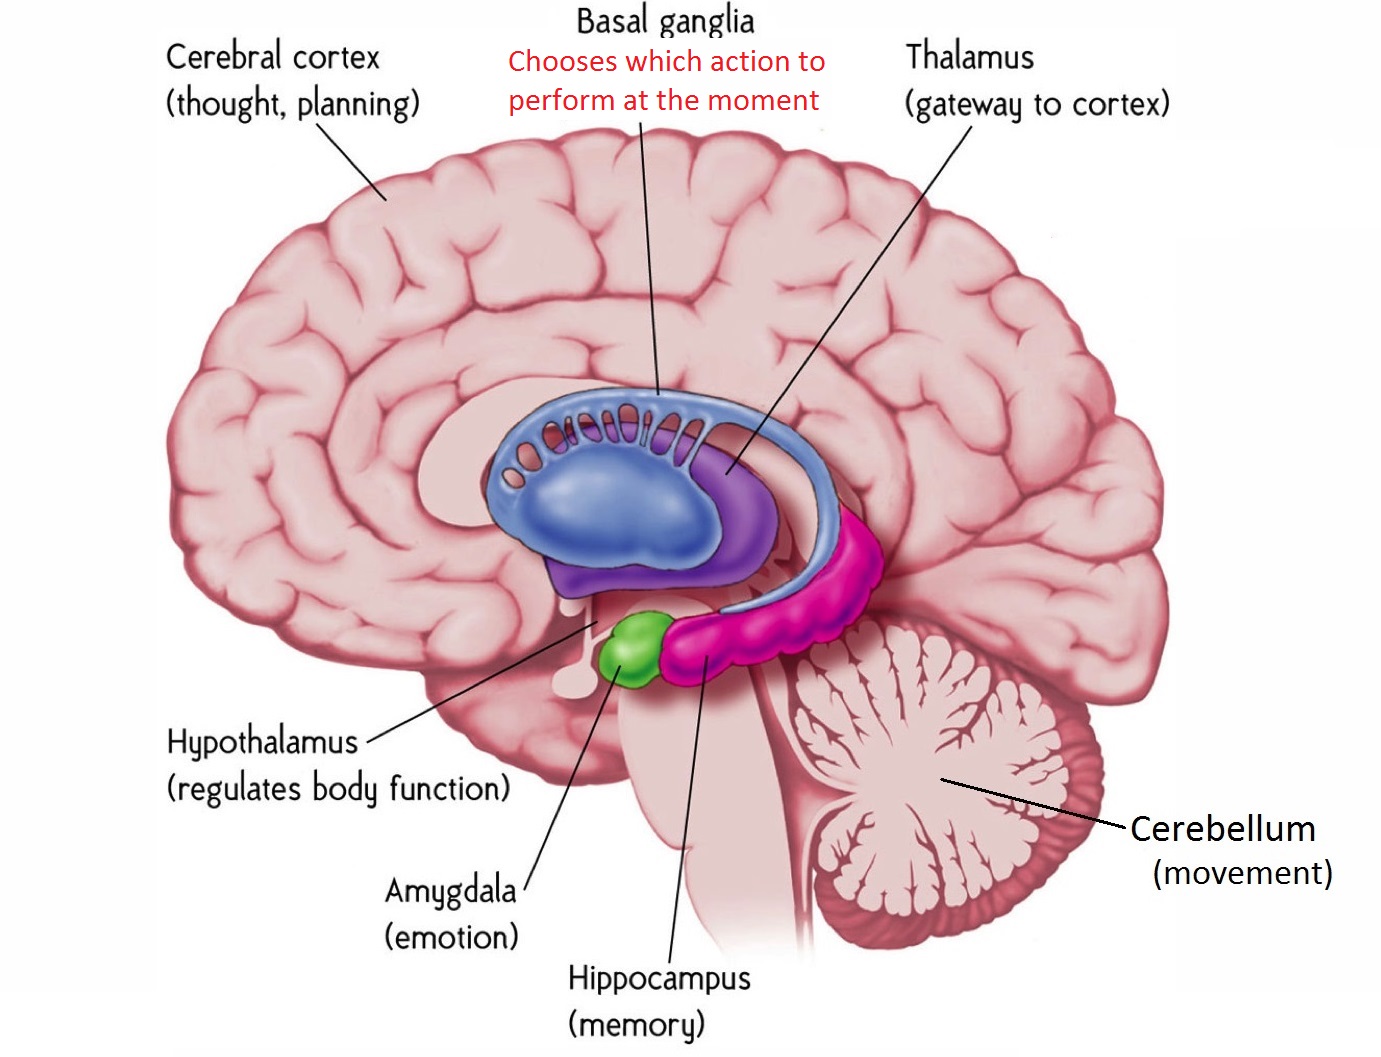 Basal ganglia
Chooses which action to
perform at the moment
Cerebral cortex
(thought, planning)
Thalamus
(gateway to cortex)
Hypothalamus
(regulates body function)
Amygdala
(emotion)
Hippocampus
(memory)
Cerebellum
(movement)